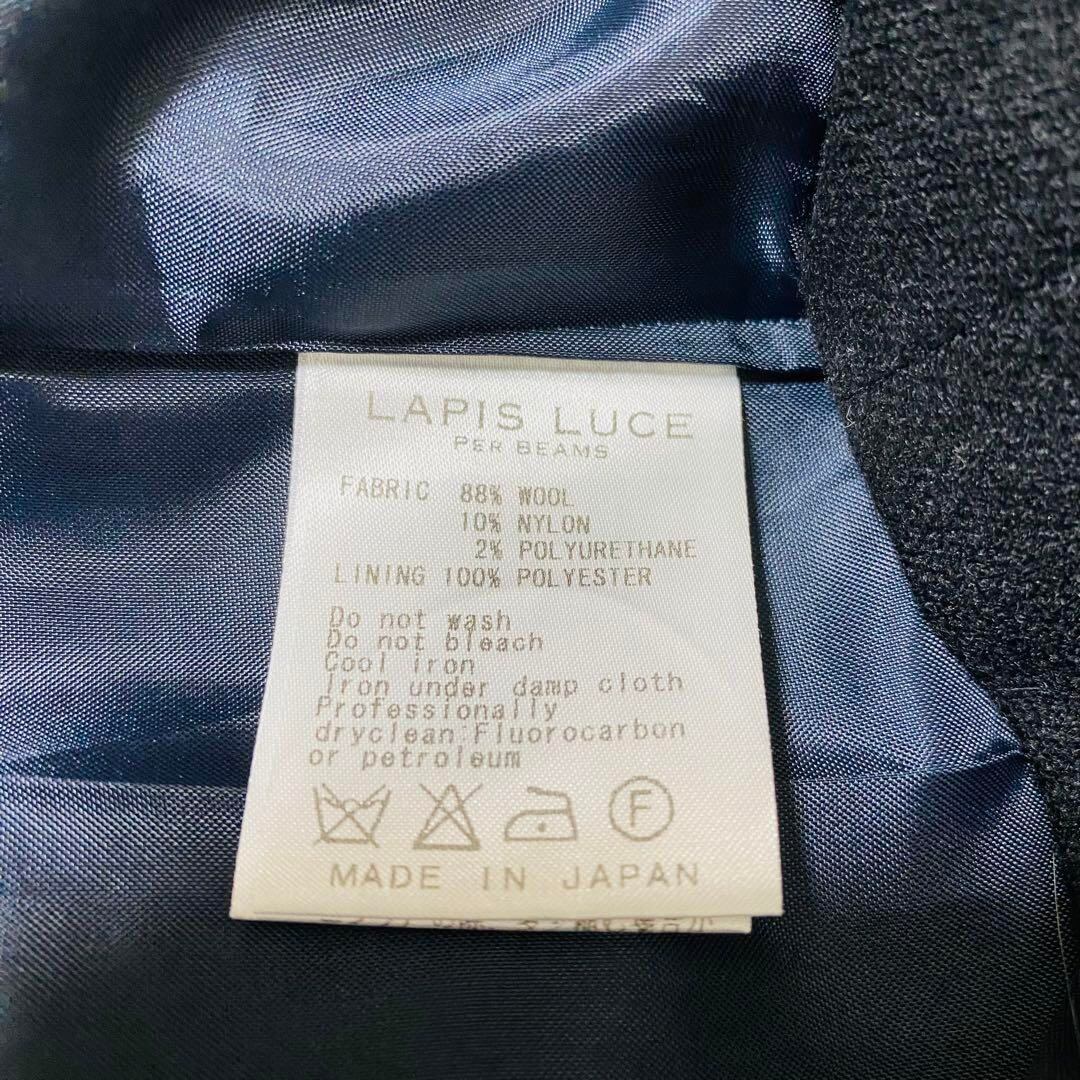 LAPIS LUCE
PER BEAMS
FABRIC 88% WOOL
10% NYLON
2% POLYURETHANE
LINING 100% POLYESTER
Do not wash
Do not bleach
Cool iron
Iron under damp cloth
Professionally
dryclean:Fluorocarbon
or petroleum
F
MADE IN JAPAN